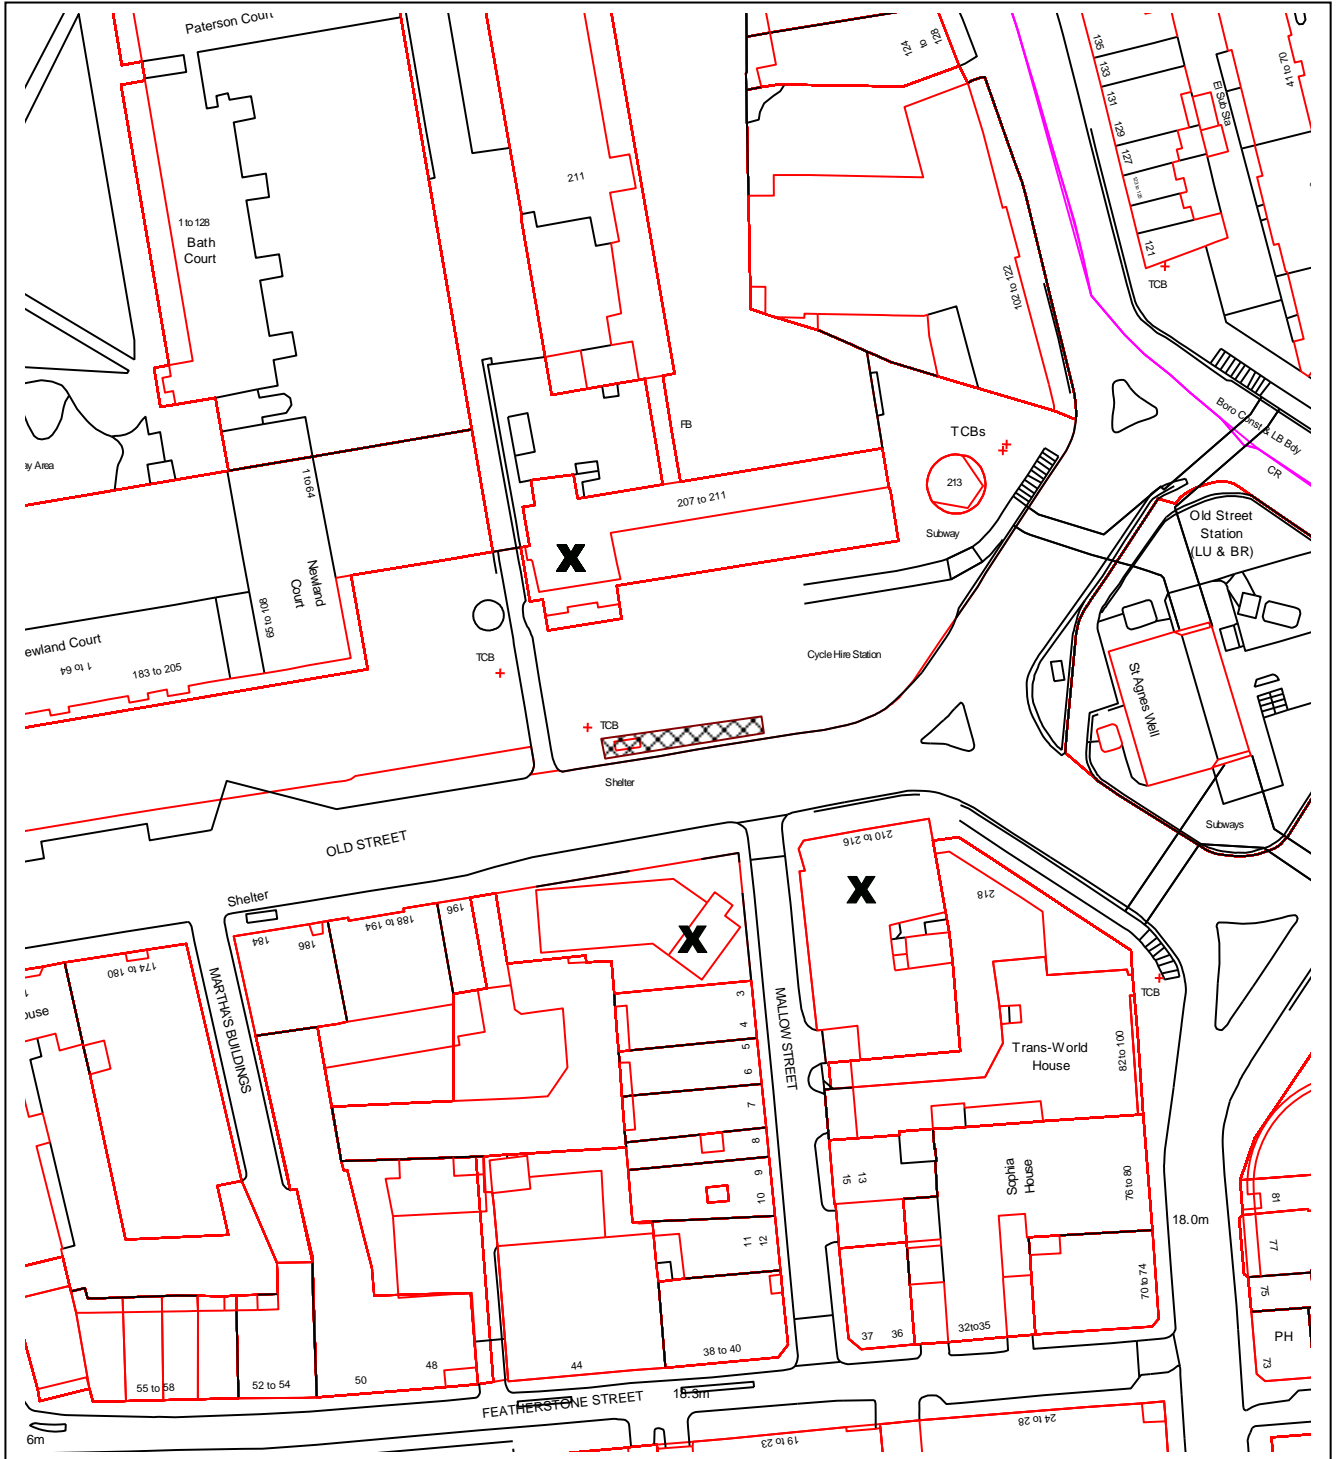 Paterson Court
128
to
124
135
133
131
129
127
121
El Sub Sta
41 to 70
TCB
211
1 to 128
Bath
Court
102 to 122
FB
TCBs
213
Subway
207 to 211
Boro Const & LB Bdy
CR
Old Street
Station
(LU & BR)
1 to 64
Newland
Court
65 to 108
ewland Court
1 to 64
183 to 205
ay Area
X
TCB
TCB
Cycle Hire Station
Shelter
St Agnes Well
Subways
OLD STREET
Shelter
184
186
188 to 194
196
174 to 180
ouse
MARTHA'S BUILDINGS
X
210 to 216
X
218
MALLOW STREET
3
4
5
6
7
8
9
10
11
12
TCB
Trans-World
House
82 to 100
Sophia
House
76 to 80
13
15
18.0m
70 to 74
81
77
75
PH
73
37
36
32to35
38 to 40
44
48
50
52 to 54
55 to 58
FEATHERSTONE STREET
18.3m
6m
19 to 23
24 to 28